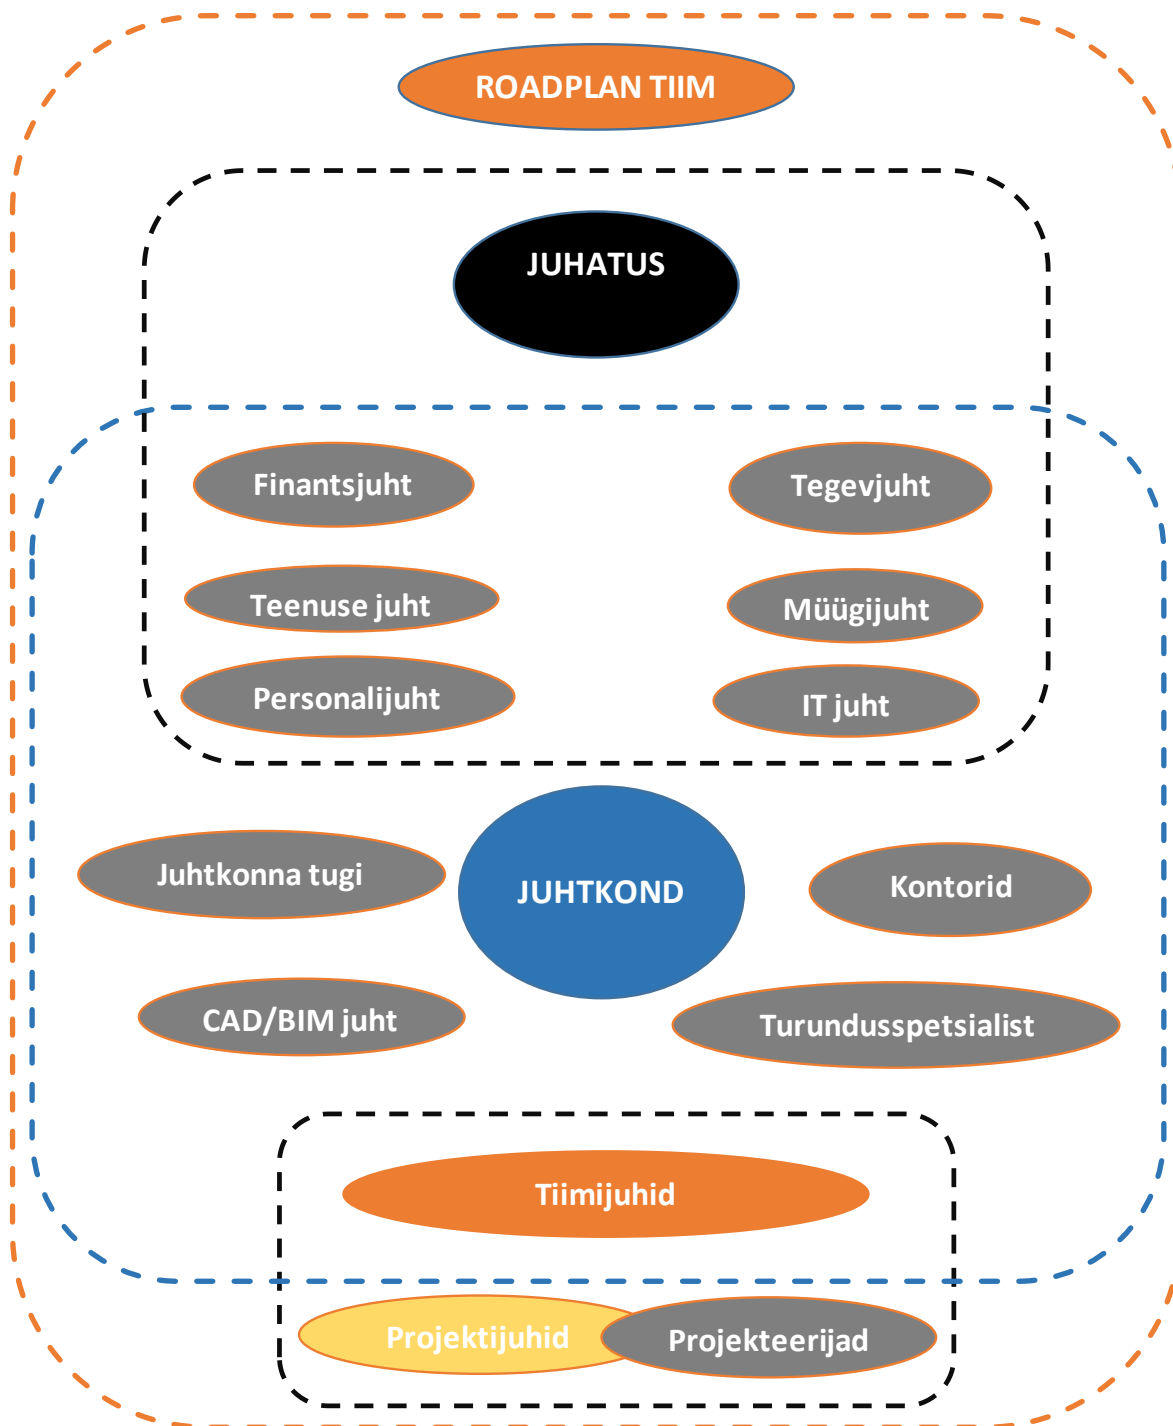 ROADPLAN TIIM
JUHATUS
Finantsjuht
Tegevjuht
Teenuse juht
Müügijuht
Personalijuht
IT juht
Juhtkonna tugi
JUHTKOND
Kontorid
CAD/BIM juht
Turundusspetsialist
Tiimijuhid
Projektijuhid
Projekteerijad